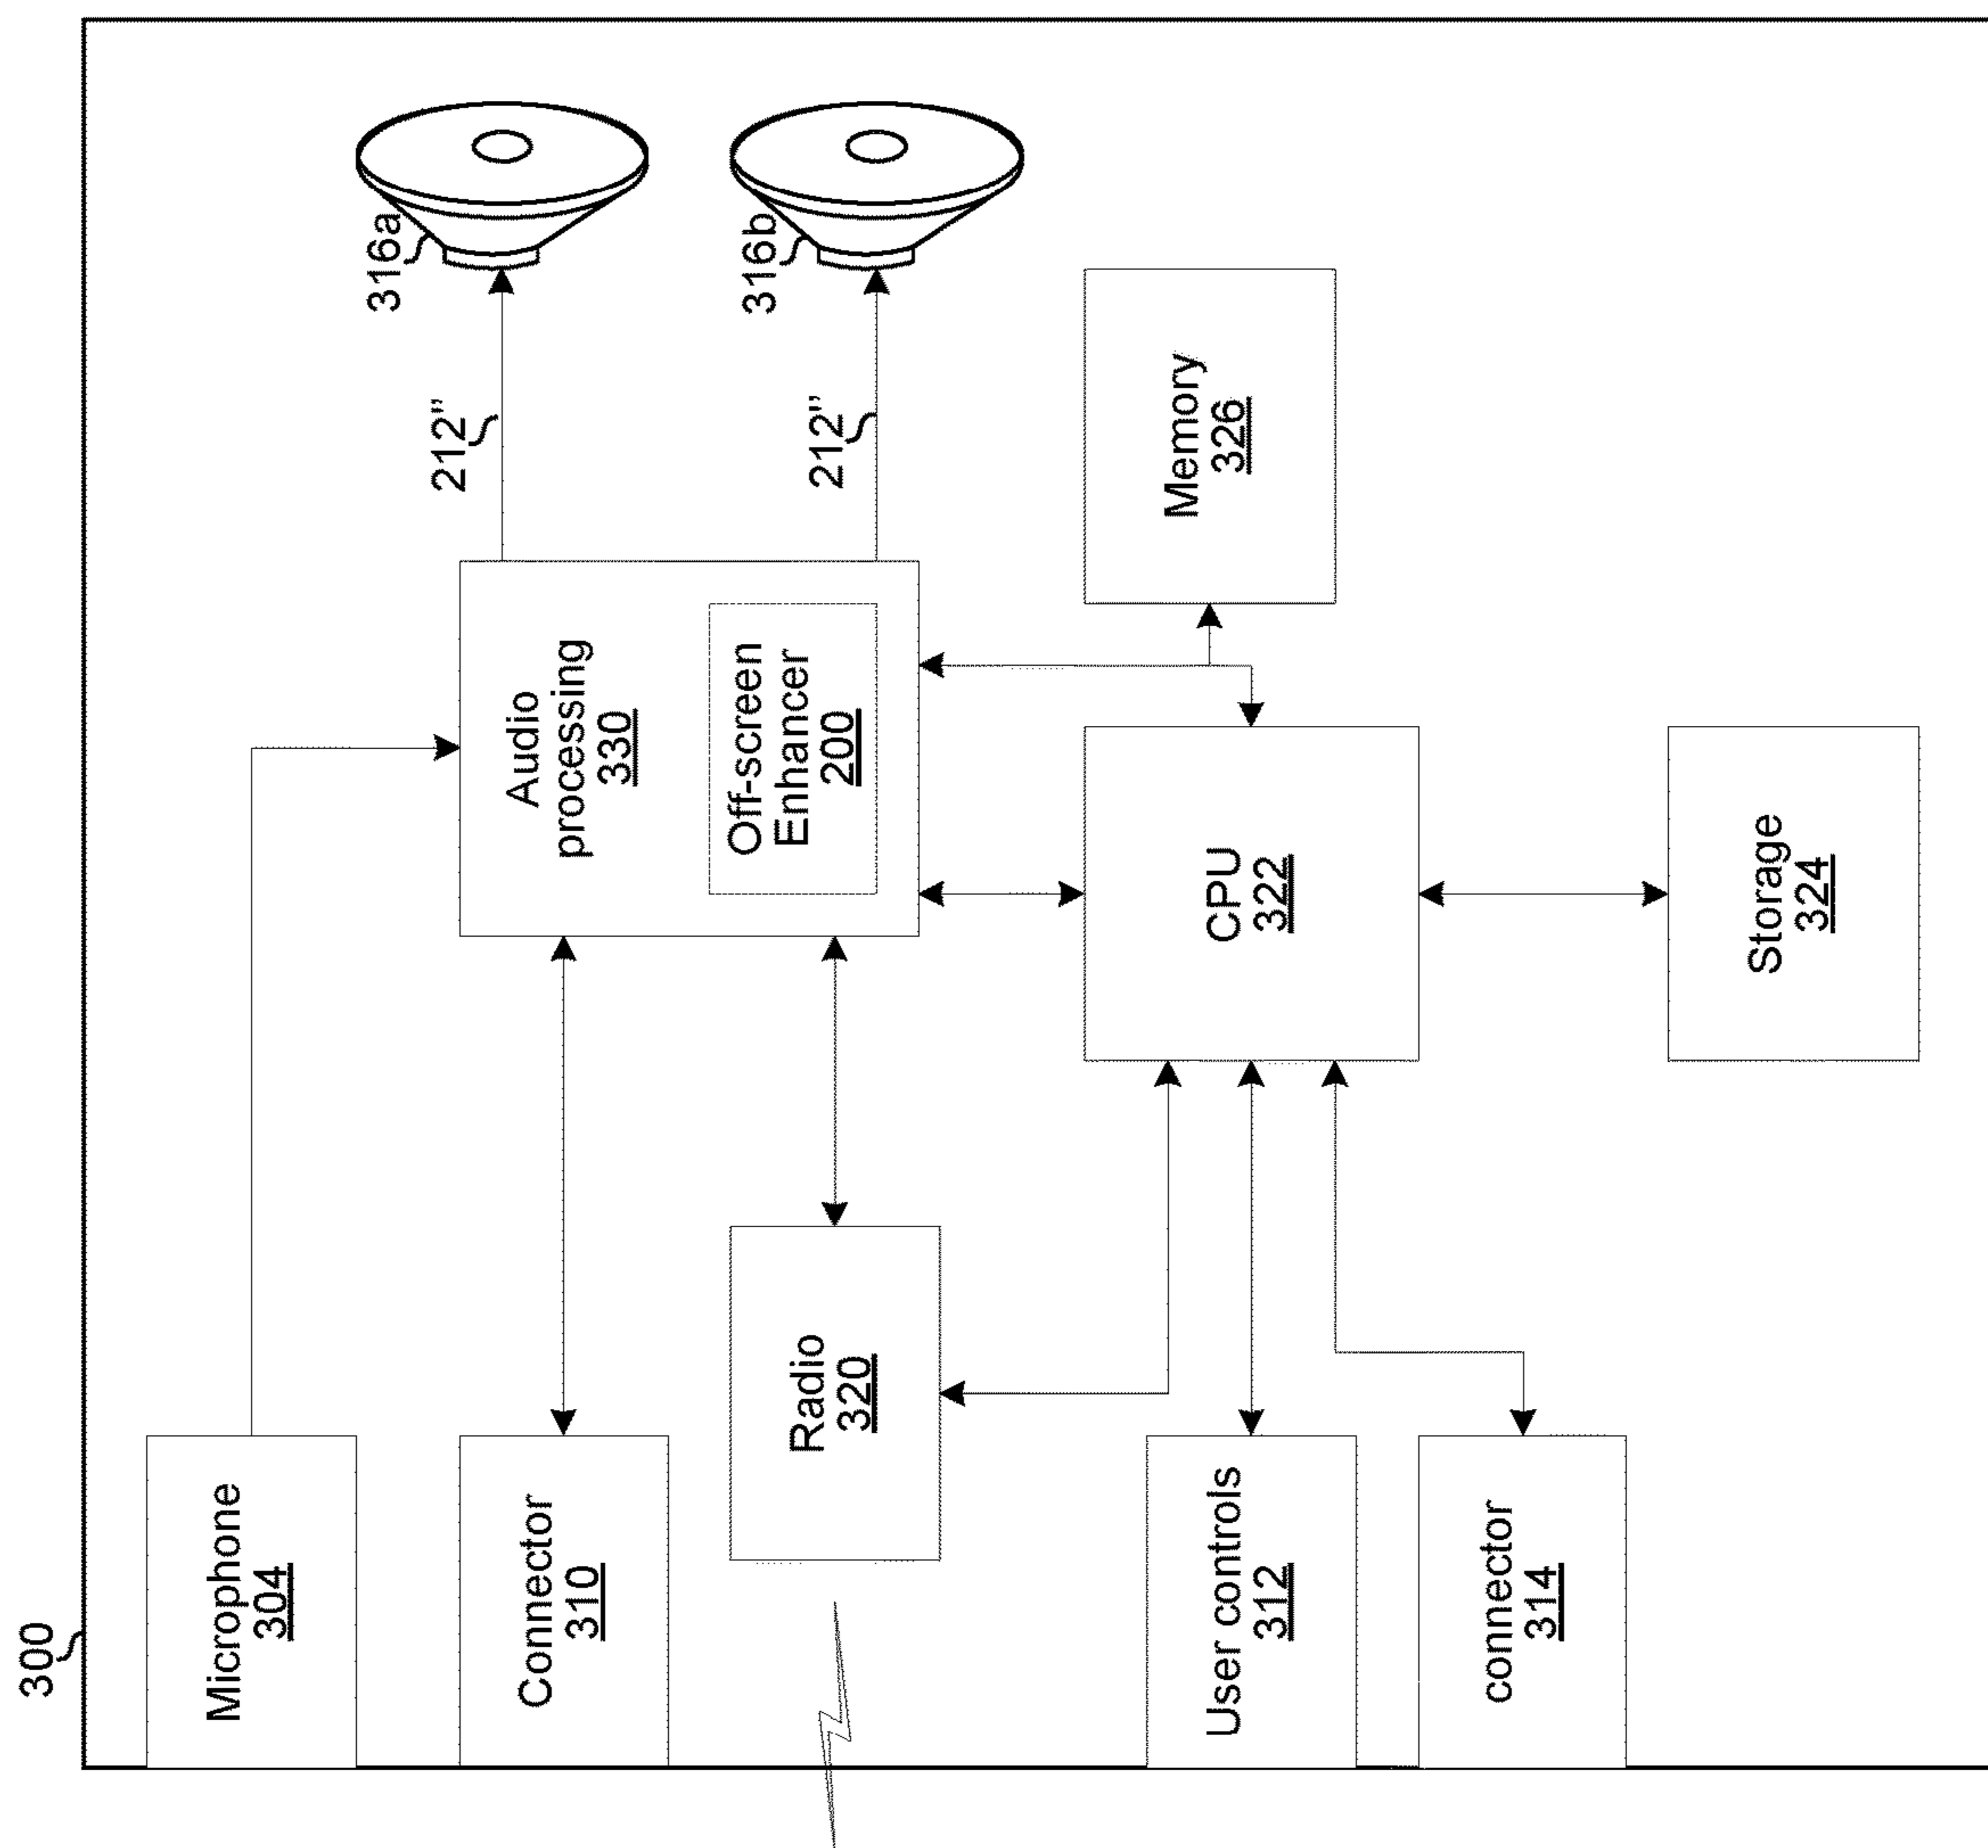 300
Microphone
304
Connector
310
Radio
320
User controls
312
connector
314
Audio
processing
330
Off-screen
Enhancer
200
CPU
322
Storage
324
Memory
326
212”
212”
316a
316b